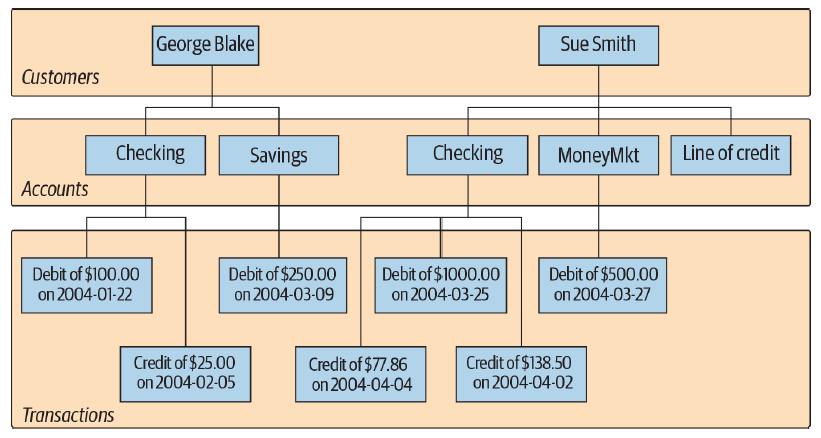 George Blake
Sue Smith
Customers
Checking
Savings
Checking
MoneyMkt
Line of credit
Accounts
Debit of $100.00
on 2004-01-22
Debit of $250.00
on 2004-03-09
Debit of $1000.00
on 2004-03-25
Debit of $500.00
on 2004-03-27
Credit of $25.00
on 2004-02-05
Credit of $77.86
on 2004-04-04
Credit of $138.50
on 2004-04-02
Transactions